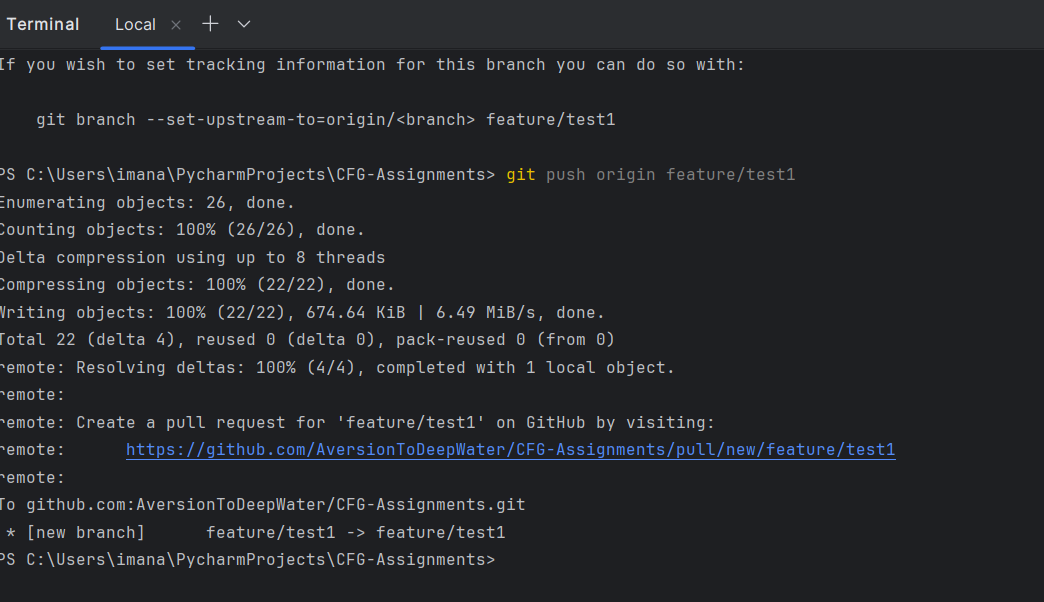 Terminal Local
If you wish to set tracking information for this branch you can do so with:
git branch --set-upstream-to=origin/<branch> feature/test1
PS C:\Users\imana\PycharmProjects\CFG-Assignments> git push origin feature/test1
Enumerating objects: 26, done.
Counting objects: 100% (26/26), done.
Delta compression using up to 8 threads
Compressing objects: 100% (22/22), done.
Writing objects: 100% (22/22), 674.64 KiB | 6.49 MiB/s, done.
Total 22 (delta 4), reused 0 (delta 0), pack-reused 0 (from 0)
remote: Resolving deltas: 100% (4/4), completed with 1 local object.
remote:
remote: Create a pull request for 'feature/test1' on GitHub by visiting:
remote:      https://github.com/AversionToDeepWater/CFG-Assignments/pull/new/feature/test1
remote:
To github.com:AversionToDeepWater/CFG-Assignments.git
* [new branch]      feature/test1 -> feature/test1
PS C:\Users\imana\PycharmProjects\CFG-Assignments>